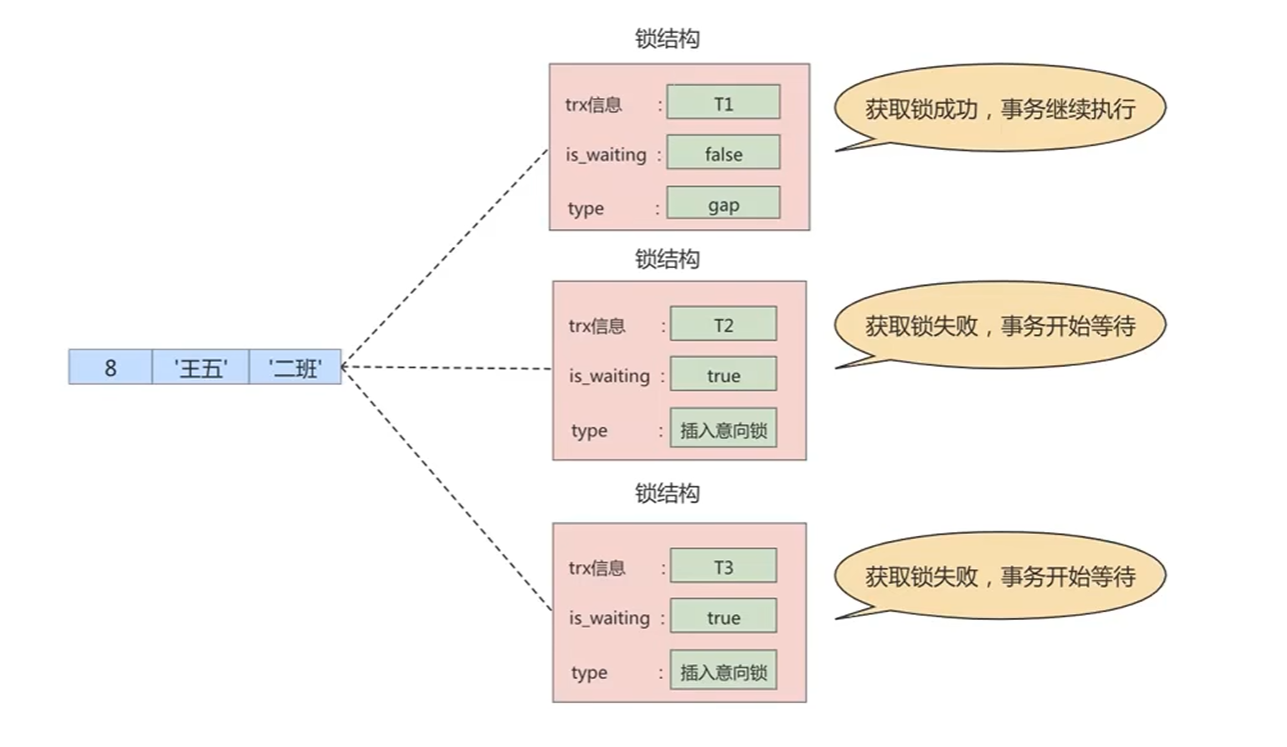 锁结构
trx信息 : T1
获取锁成功，事务继续执行
is_waiting : false
type : gap
锁结构
trx信息 : T2
获取锁失败，事务开始等待
8 '王五' '二班'
is_waiting : true
type : 插入意向锁
锁结构
trx信息 : T3
获取锁失败，事务开始等待
is_waiting : true
type : 插入意向锁